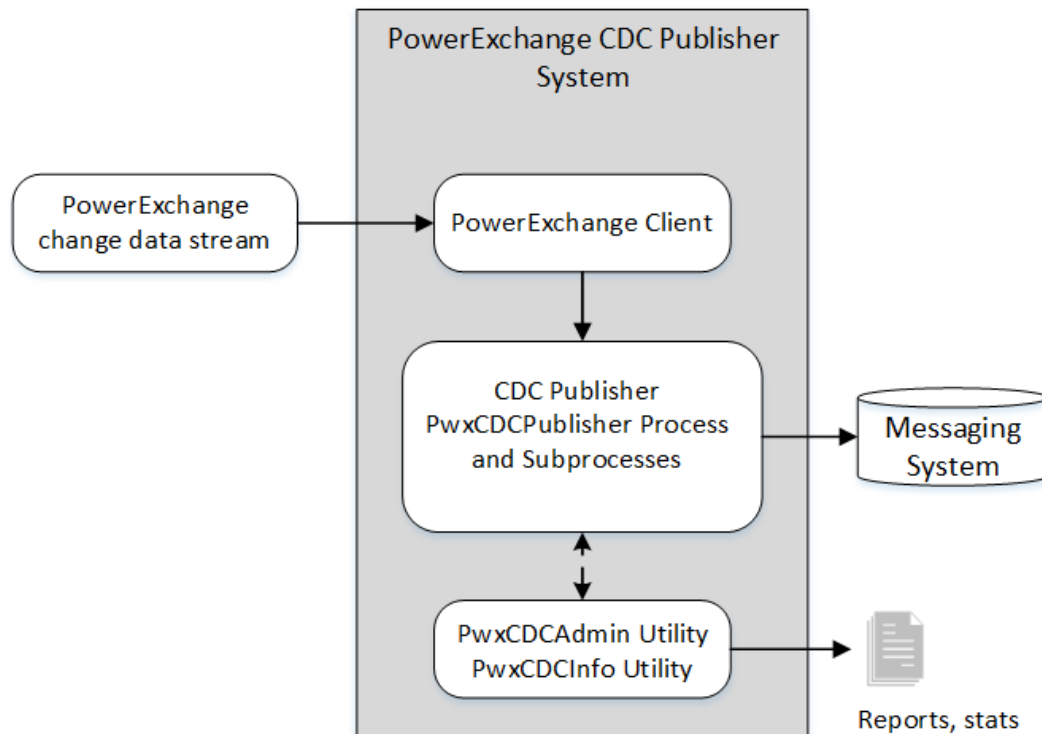 PowerExchange CDC Publisher
System
PowerExchange
change data stream
PowerExchange Client
CDC Publisher
PwxCDCPublisher Process
and Subprocesses
Messaging
System
PwxCDCAdmin Utility
PwxCDCInfo Utility
Reports, stats